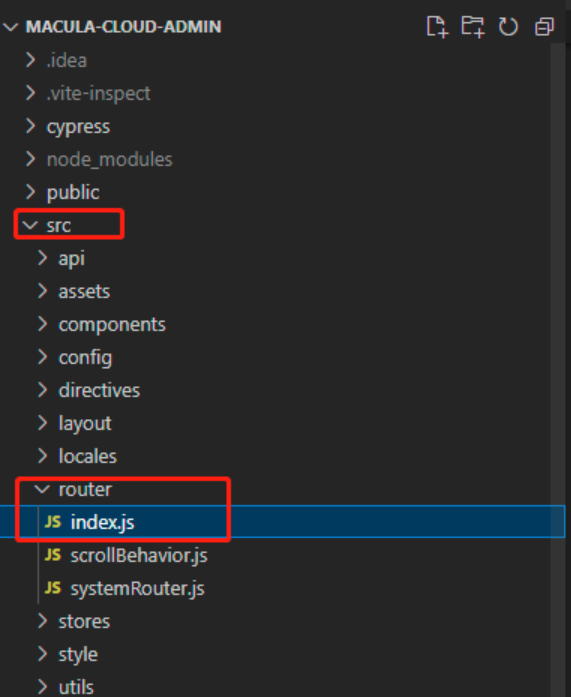 MACULA-CLOUD-ADMIN
.idea
.vite-inspect
cypress
node_modules
public
src
api
assets
components
config
directives
layout
locales
router
JS index.js
JS scrollBehavior.js
JS systemRouter.js
stores
style
utils